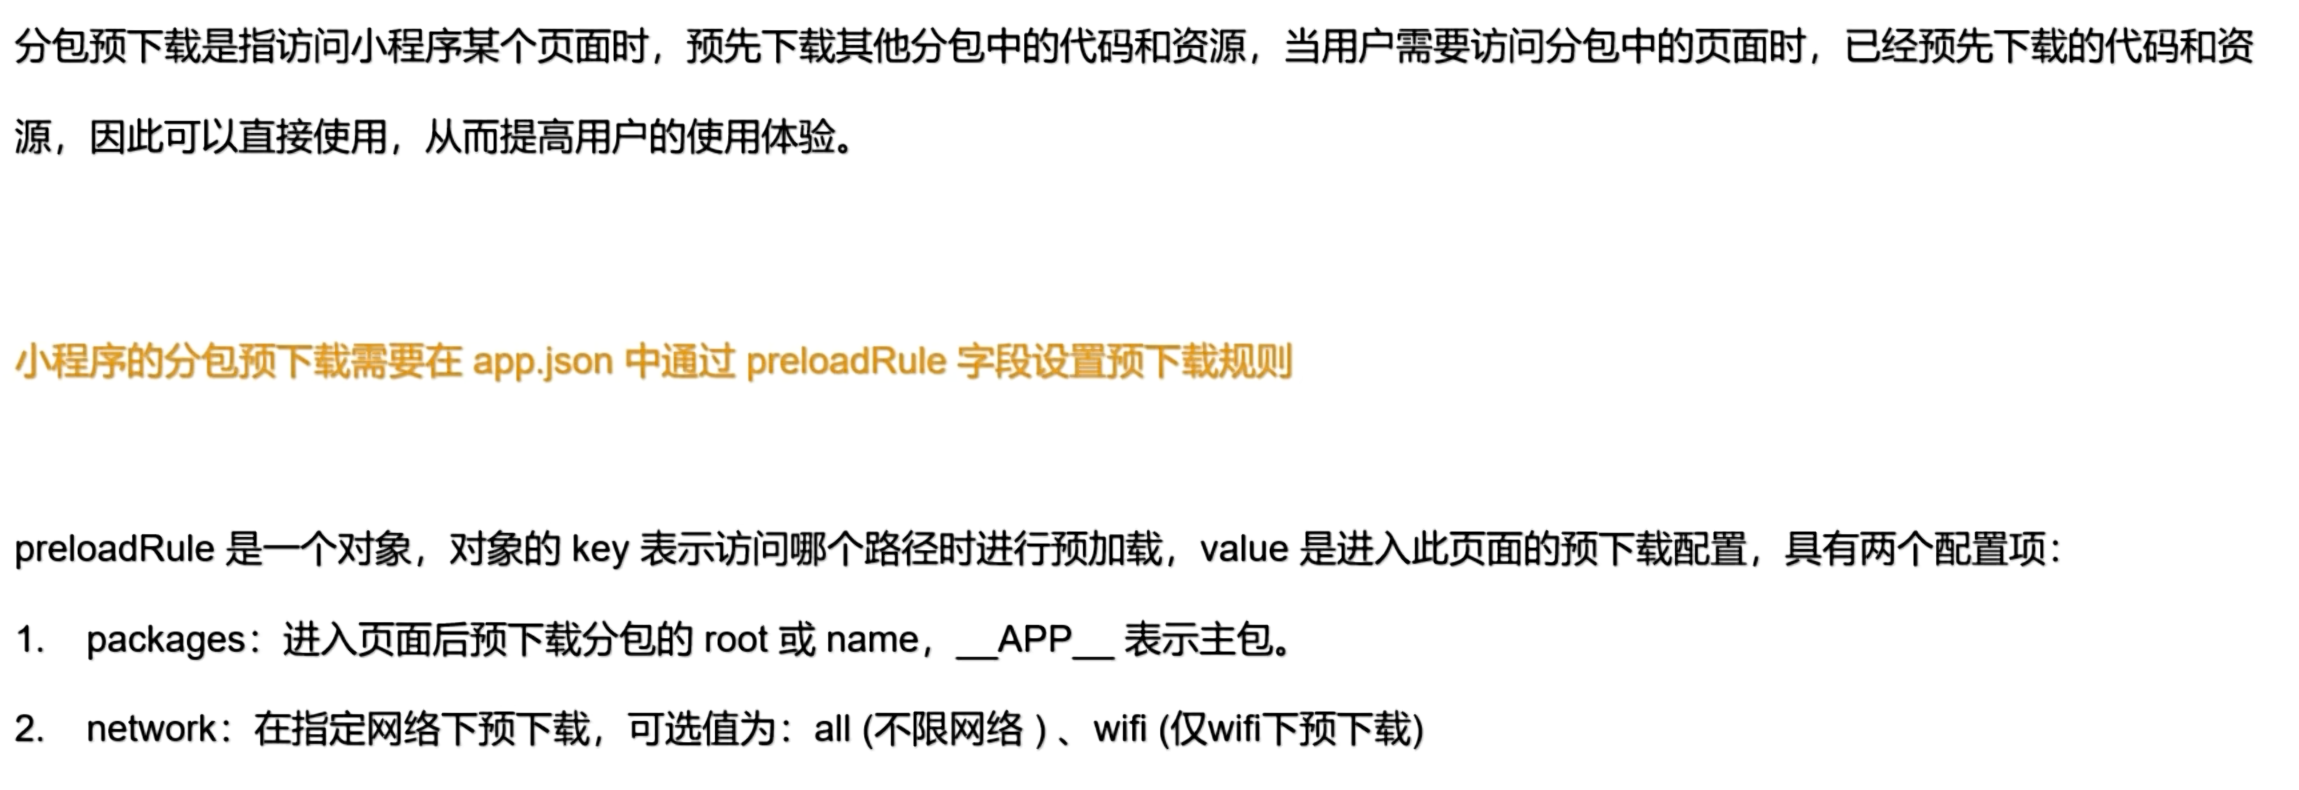 分包预下载是指访问小程序某个页面时，预先下载其他分包中的代码和资源，当用户需要访问分包中的页面时，已经预先下载的代码和资
源，因此可以直接使用，从而提高用户的使用体验。
小程序的分包预下载需要在 app.json 中通过 preloadRule 字段设置预下载规则
preloadRule 是一个对象，对象的 key 表示访问哪个路径时进行预加载，value 是进入此页面的预下载配置，具有两个配置项：
1. packages：进入页面后预下载分包的 root 或 name，__APP__ 表示主包。
2. network：在指定网络下预下载，可选值为：all (不限网络 ) 、wifi (仅wifi下预下载)